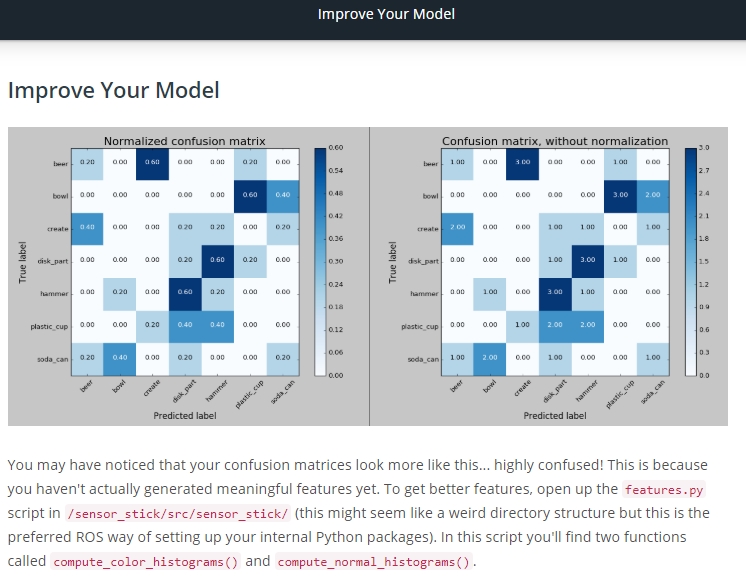 Improve Your Model
Improve Your Model
Normalized confusion matrix
beer 0.20 0.00 0.60 0.00 0.00 0.20 0.00
bowl 0.00 0.00 0.00 0.00 0.00 0.60 0.40
create 0.40 0.00 0.00 0.20 0.20 0.00 0.20
disk_part 0.00 0.00 0.00 0.20 0.60 0.20 0.00
hammer 0.00 0.20 0.00 0.60 0.20 0.00 0.00
plastic_cup 0.00 0.00 0.20 0.40 0.40 0.00 0.00
soda_can 0.20 0.40 0.00 0.20 0.00 0.00 0.20
True label
beer bowl create disk_part hammer plastic_cup soda_can
Predicted label
0.60
0.54
0.48
0.42
0.36
0.30
0.24
0.18
0.12
0.06
0.00
Confusion matrix, without normalization
beer 1.00 0.00 3.00 0.00 0.00 1.00 0.00
bowl 0.00 0.00 0.00 0.00 0.00 3.00 2.00
create 2.00 0.00 0.00 1.00 1.00 0.00 1.00
disk_part 0.00 0.00 0.00 1.00 3.00 1.00 0.00
hammer 0.00 1.00 0.00 3.00 1.00 0.00 0.00
plastic_cup 0.00 0.00 1.00 2.00 2.00 0.00 0.00
soda_can 1.00 2.00 0.00 1.00 0.00 0.00 1.00
True label
beer bowl create disk_part hammer plastic_cup soda_can
Predicted label
3.0
2.7
2.4
2.1
1.8
1.5
1.2
0.9
0.6
0.3
0.0
You may have noticed that your confusion matrices look more like this... highly confused! This is because
you haven't actually generated meaningful features yet. To get better features, open up the features.py
script in /sensor_stick/src/sensor_stick/ (this might seem like a weird directory structure but this is the
preferred ROS way of setting up your internal Python packages). In this script you'll find two functions
called compute_color_histograms() and compute_normal_histograms() .